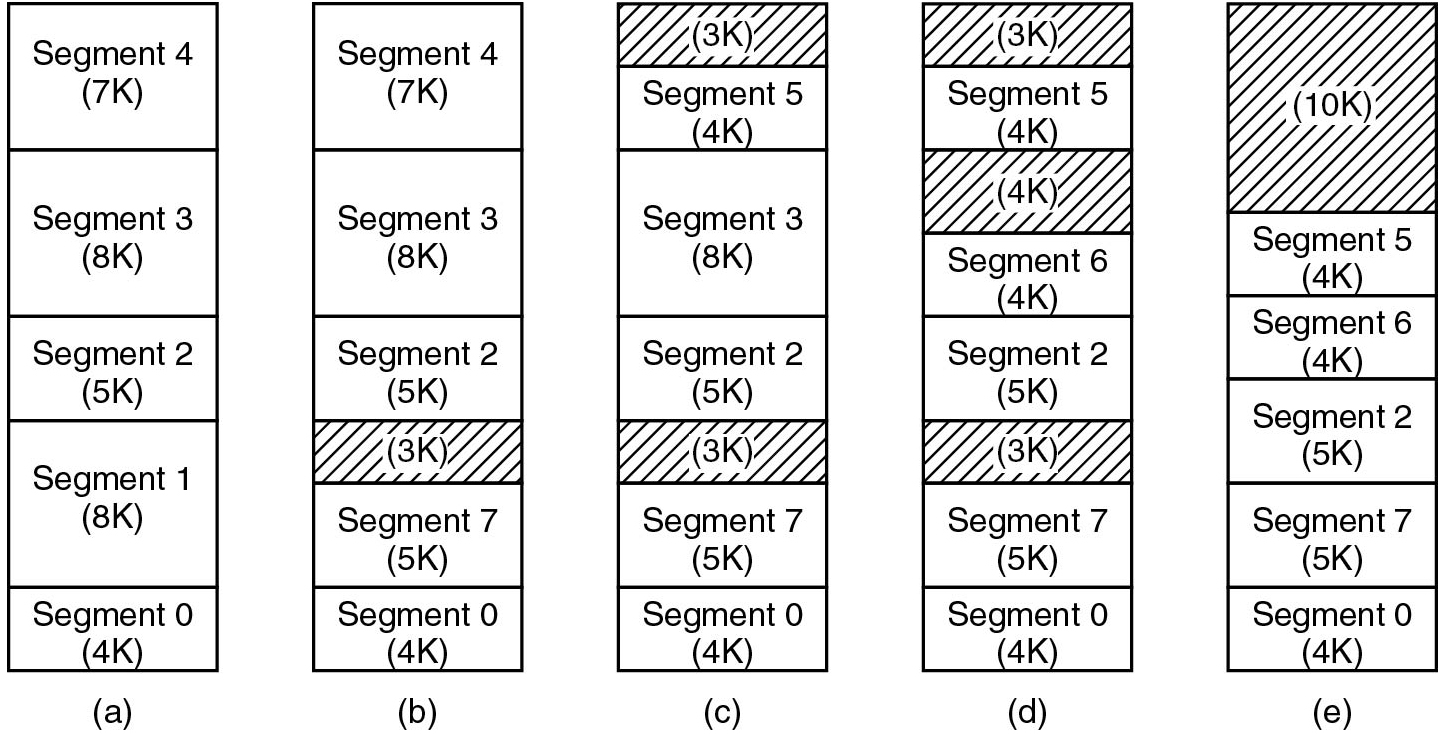 Segment 4
(7K)
Segment 3
(8K)
Segment 2
(5K)
Segment 1
(8K)
Segment 0
(4K)
(a)
Segment 4
(7K)
Segment 3
(8K)
Segment 2
(5K)
(3K)
Segment 7
(5K)
Segment 0
(4K)
(b)
(3K)
Segment 5
(4K)
Segment 3
(8K)
Segment 2
(5K)
(3K)
Segment 7
(5K)
Segment 0
(4K)
(c)
(3K)
Segment 5
(4K)
(4K)
Segment 6
(4K)
Segment 2
(5K)
(3K)
Segment 7
(5K)
Segment 0
(4K)
(d)
(10K)
Segment 5
(4K)
Segment 6
(4K)
Segment 2
(5K)
Segment 7
(5K)
Segment 0
(4K)
(e)